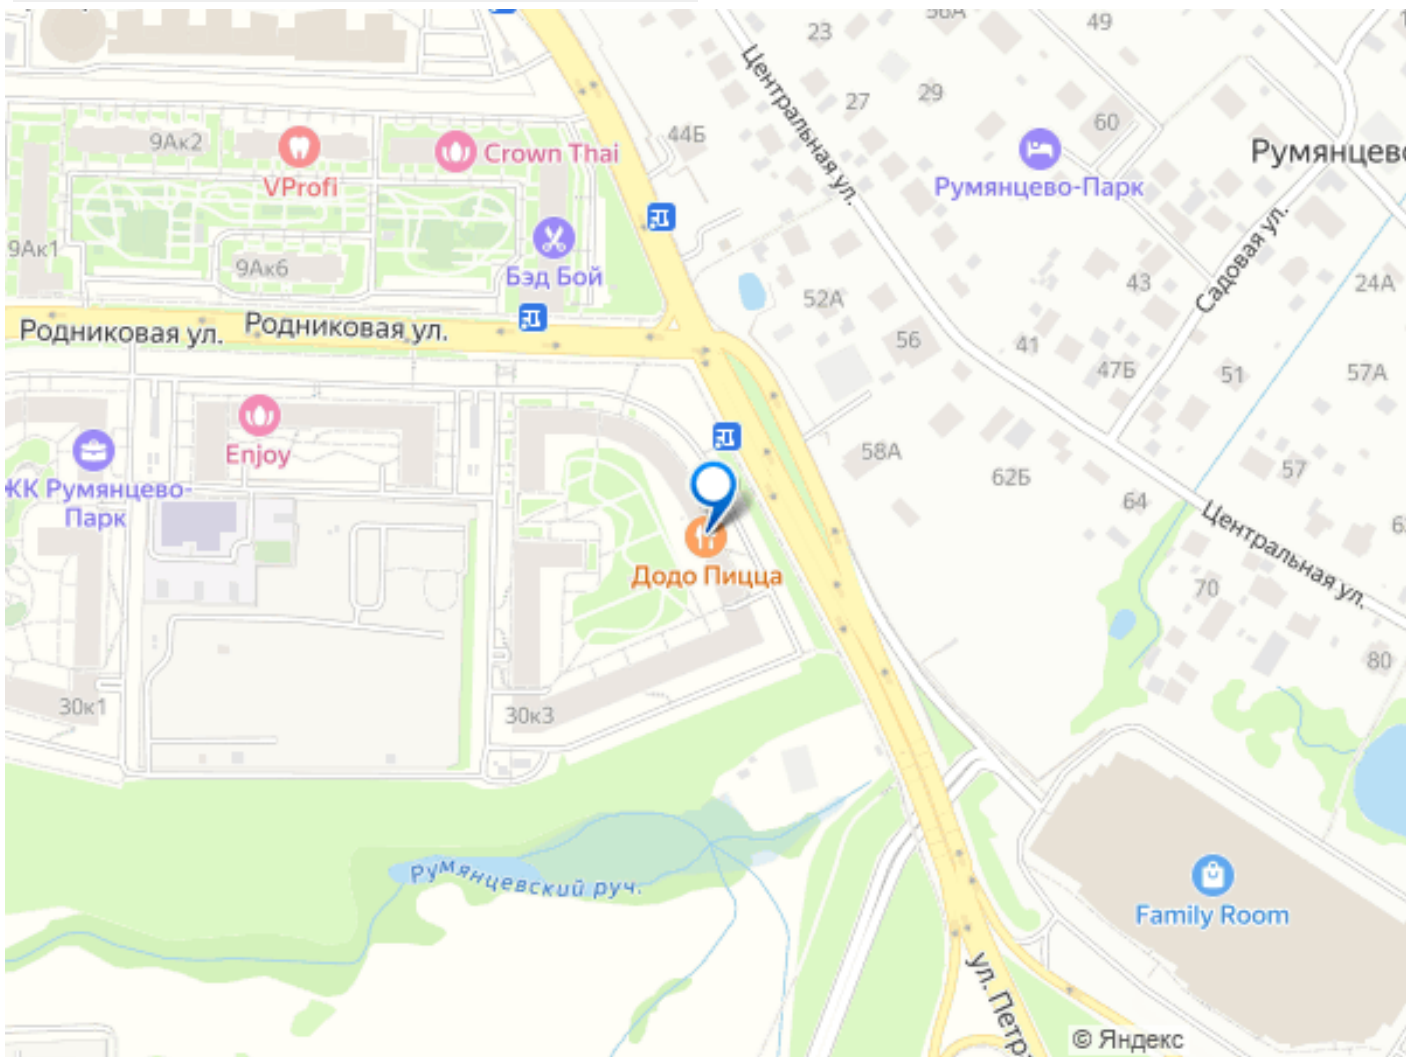 56А
49
23
Центральная ул.
27
29
60
44Б
9Ак2
VProfi
Crown Thai
Румянцево-Парк
Румянцево
9Ак1
9Ак6
Бэд Бой
52А
43
Садовая ул.
24А
Родниковая ул.
Родниковая ул.
56
41
47Б
51
57А
Enjoy
ЖК Румянцево-
Парк
58А
62Б
64
57
Центральная ул.
Додо Пицца
70
80
30к1
30к3
Румянцевский руч.
Family Room
ул. Петр
© Яндекс